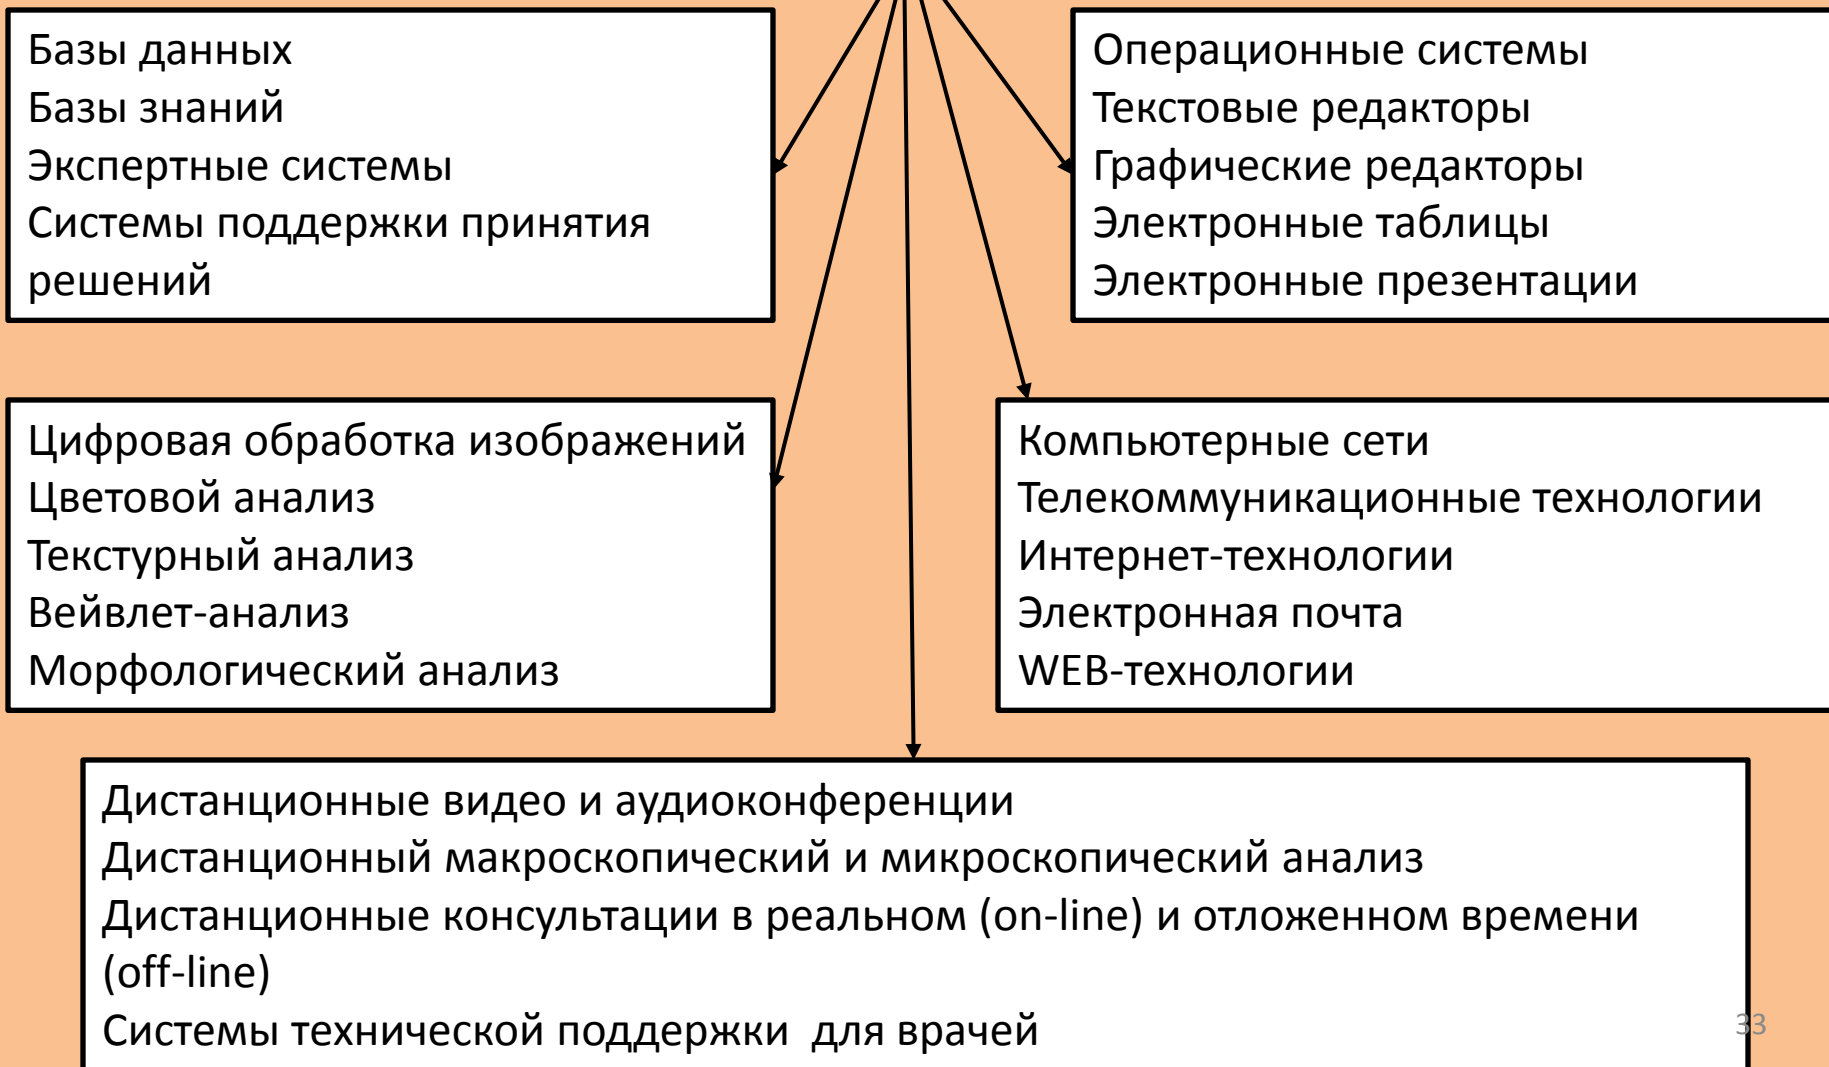 Базы данных
Базы знаний
Экспертные системы
Системы поддержки принятия
решений
Операционные системы
Текстовые редакторы
Графические редакторы
Электронные таблицы
Электронные презентации
Цифровая обработка изображений
Цветовой анализ
Текстурный анализ
Вейвлет-анализ
Морфологический анализ
Компьютерные сети
Телекоммуникационные технологии
Интернет-технологии
Электронная почта
WEB-технологии
Дистанционные видео и аудиоконференции
Дистанционный макроскопический и микроскопический анализ
Дистанционные консультации в реальном (on-line) и отложенном времени
(off-line)
Системы технической поддержки  для врачей
33